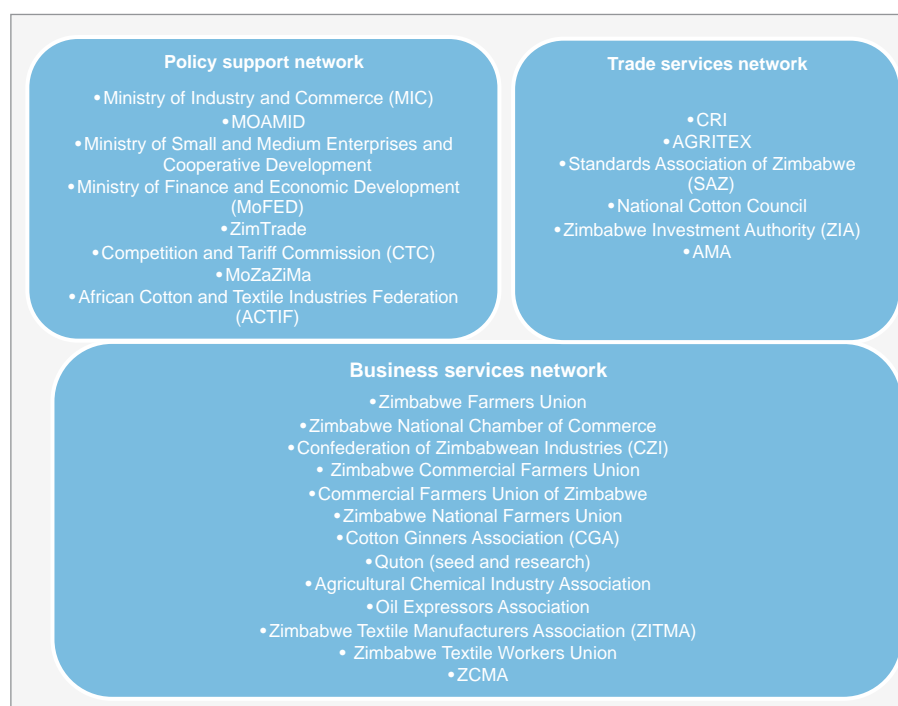 Policy support network
•Ministry of Industry and Commerce (MIC)
•MOAMID
•Ministry of Small and Medium Enterprises and
Cooperative Development
•Ministry of Finance and Economic Development
(MoFED)
•ZimTrade
•Competition and Tariff Commission (CTC)
•MoZaZiMa
•African Cotton and Textile Industries Federation
(ACTIF)
Trade services network
•CRI
•AGRITEX
•Standards Association of Zimbabwe
(SAZ)
•National Cotton Council
•Zimbabwe Investment Authority (ZIA)
•AMA
Business services network
•Zimbabwe Farmers Union
•Zimbabwe National Chamber of Commerce
•Confederation of Zimbabwean Industries (CZI)
• Zimbabwe Commercial Farmers Union
•Commercial Farmers Union of Zimbabwe
•Zimbabwe National Farmers Union
•Cotton Ginners Association (CGA)
•Quton (seed and research)
•Agricultural Chemical Industry Association
•Oil Expressors Association
•Zimbabwe Textile Manufacturers Association (ZITMA)
• Zimbabwe Textile Workers Union
•ZCMA